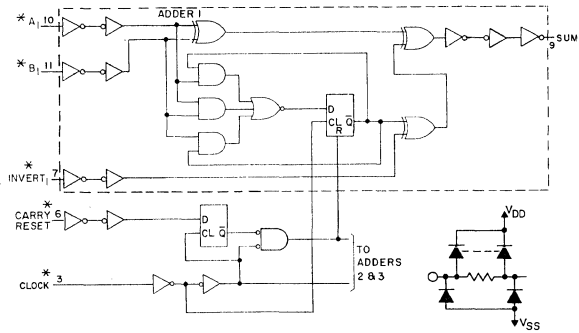 ADDER 1
* A1 10
* B1 11
SUM
9
D
CL Q̅
R
*
INVERT1 7
*
CARRY 6
RESET
D
CL Q̅
TO
ADDERS
2 & 3
*
CLOCK 3
VDD
VSS